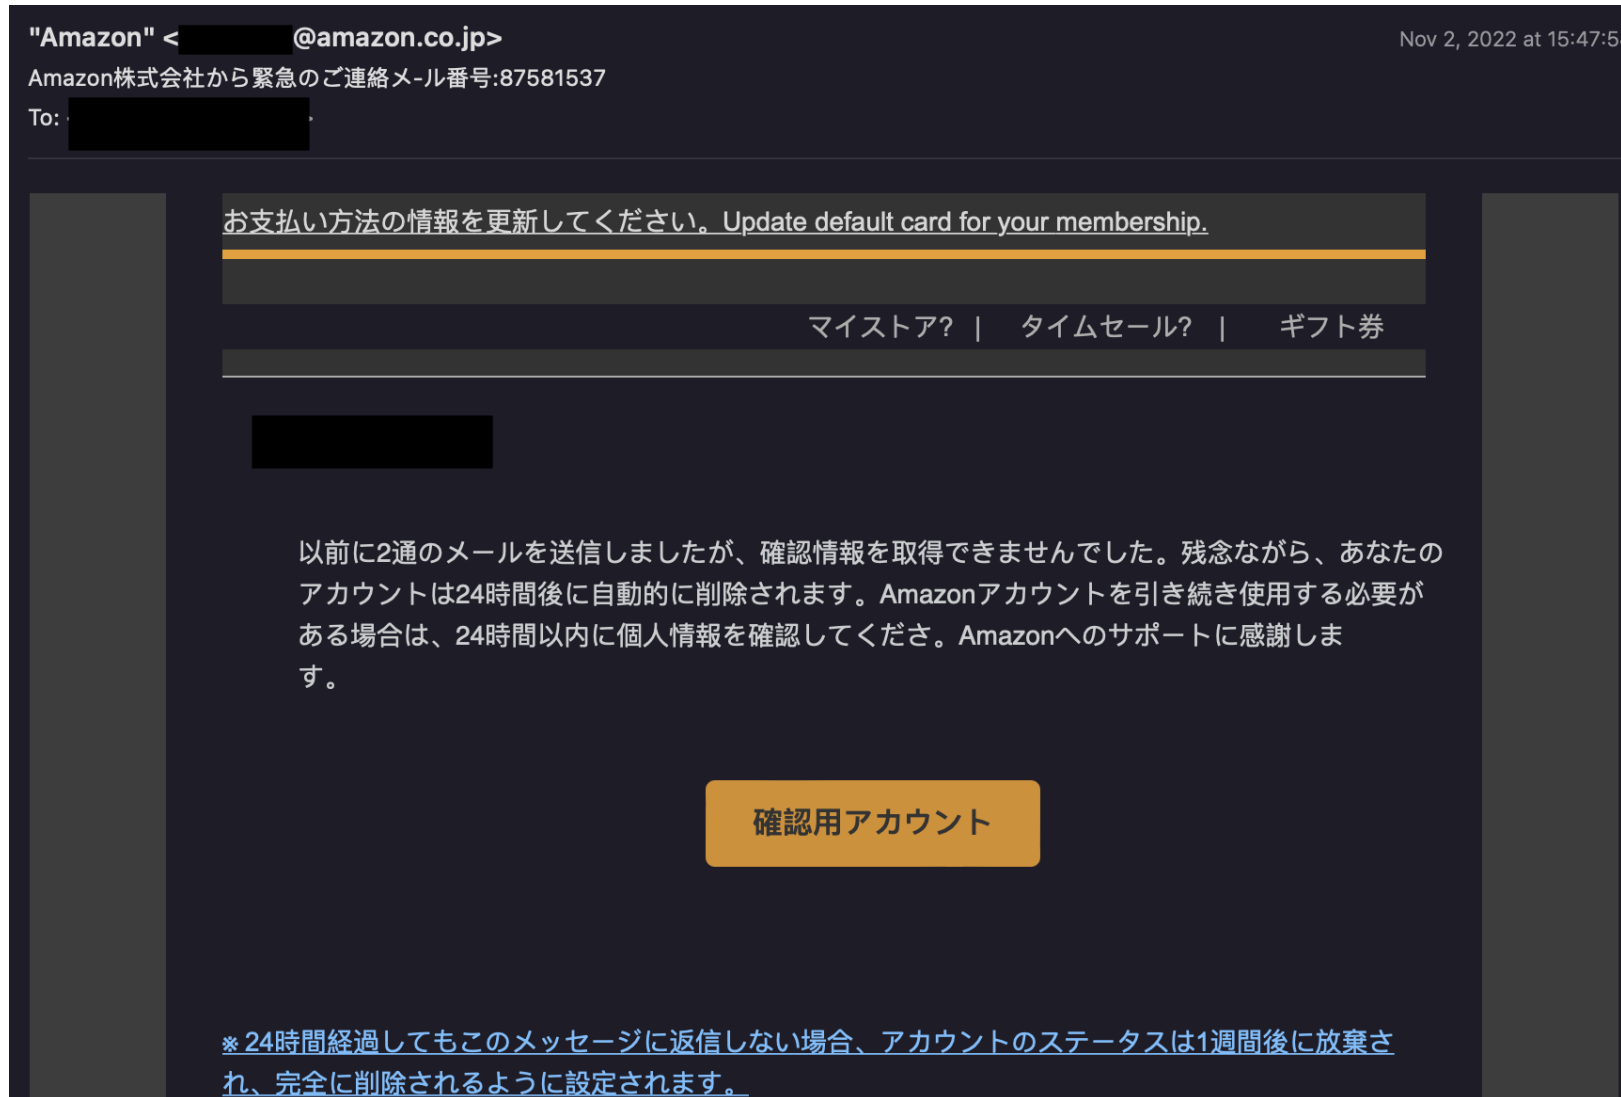 "Amazon" < @amazon.co.jp>
Nov 2, 2022 at 15:47:5
Amazon株式会社から緊急のご連絡メ-ル番号:87581537
To:
お支払い方法の情報を更新してください。Update default card for your membership.
マイストア? | タイムセール? | ギフト券
以前に2通のメールを送信しましたが、確認情報を取得できませんでした。残念ながら、あなたの
アカウントは24時間後に自動的に削除されます。Amazonアカウントを引き続き使用する必要が
ある場合は、24時間以内に個人情報を確認してくださ。Amazonへのサポートに感謝しま
す。
確認用アカウント
※ 24時間経過してもこのメッセージに返信しない場合、アカウントのステータスは1週間後に放棄さ
れ、完全に削除されるように設定されます。